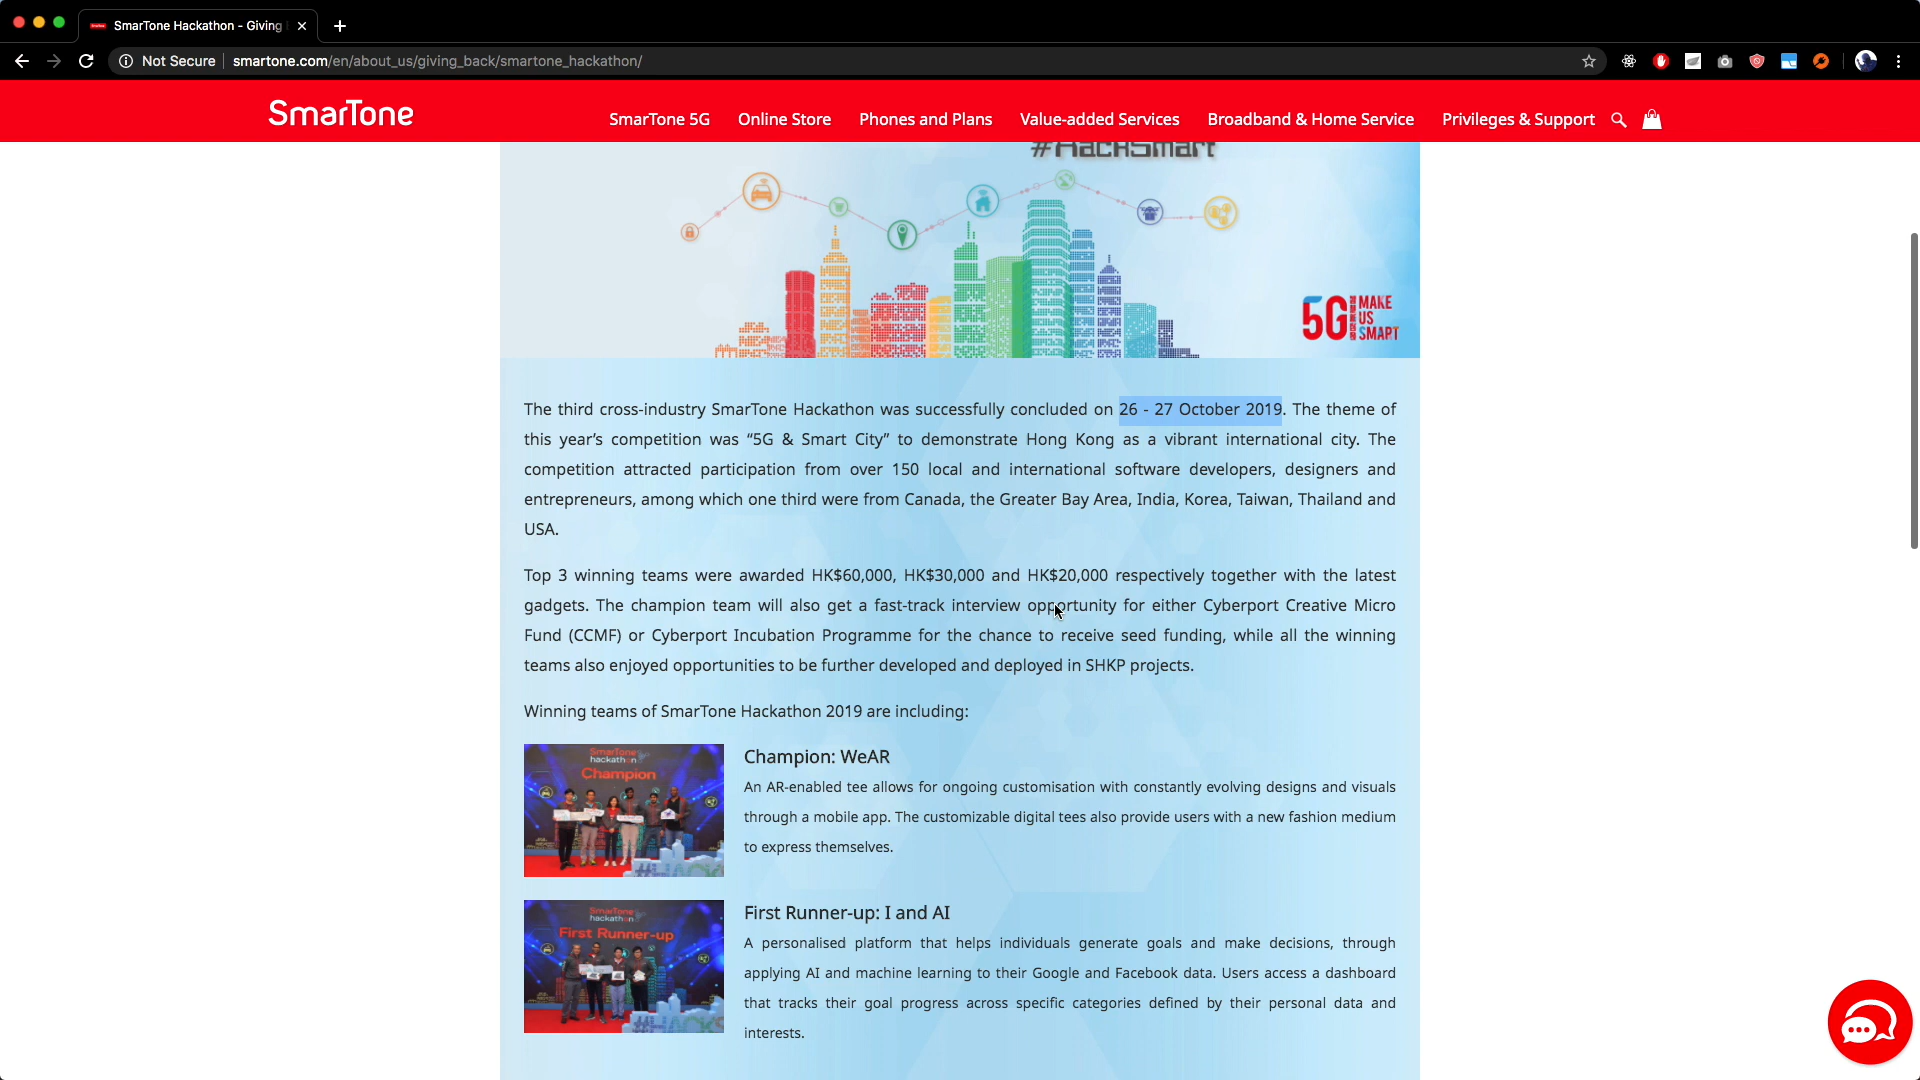 SmarTone Hackathon - Giving
Not Secure
smartone.com/en/about_us/giving_back/smartone_hackathon/
SmarTone
SmarTone 5G
Online Store
Phones and Plans
Value-added Services
Broadband & Home Service
Privileges & Support
#HackSmart
5G MAKE
US
SMART
The third cross-industry SmarTone Hackathon was successfully concluded on 26 - 27 October 2019. The theme of
this year’s competition was “5G & Smart City” to demonstrate Hong Kong as a vibrant international city. The
competition attracted participation from over 150 local and international software developers, designers and
entrepreneurs, among which one third were from Canada, the Greater Bay Area, India, Korea, Taiwan, Thailand and
USA.
Top 3 winning teams were awarded HK$60,000, HK$30,000 and HK$20,000 respectively together with the latest
gadgets. The champion team will also get a fast-track interview opportunity for either Cyberport Creative Micro
Fund (CCMF) or Cyberport Incubation Programme for the chance to receive seed funding, while all the winning
teams also enjoyed opportunities to be further developed and deployed in SHKP projects.
Winning teams of SmarTone Hackathon 2019 are including:
SmarTone
hackathon
Champion
Champion: WeAR
An AR-enabled tee allows for ongoing customisation with constantly evolving designs and visuals
through a mobile app. The customizable digital tees also provide users with a new fashion medium
to express themselves.
SmarTone
hackathon
First Runner-up
First Runner-up: I and AI
A personalised platform that helps individuals generate goals and make decisions, through
applying AI and machine learning to their Google and Facebook data. Users access a dashboard
that tracks their goal progress across specific categories defined by their personal data and
interests.